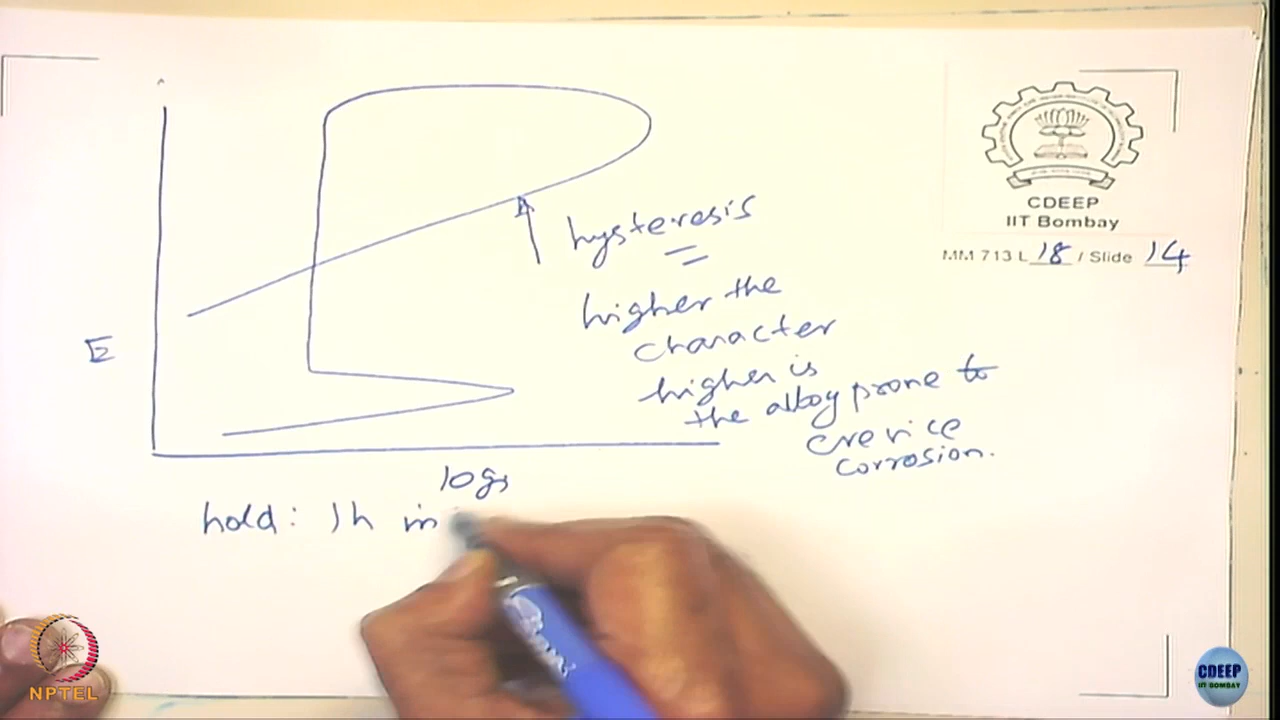 E
hysteresis
higher the
character
higher is
the alloy prone to
crevice
corrosion.
log i
hold: 1h in
CDEEP
IIT Bombay
MM 713 L 18 / Slide 14
NPTEL
CDEEP
IIT BOMBAY